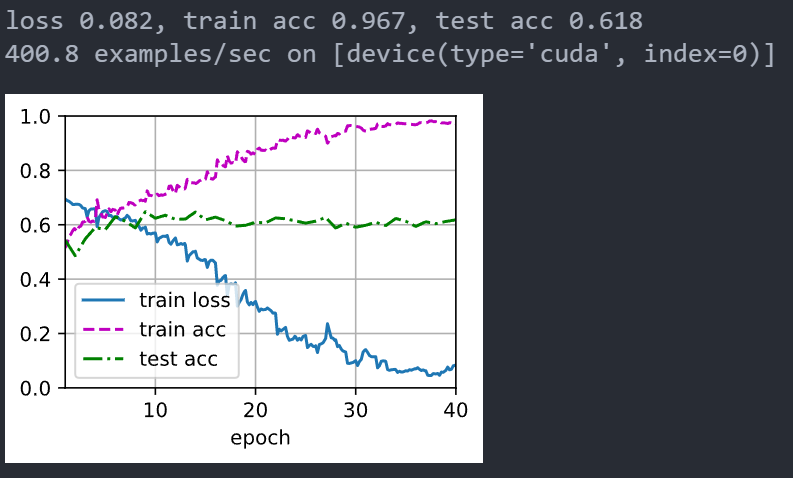 loss 0.082, train acc 0.967, test acc 0.618
400.8 examples/sec on [device(type='cuda', index=0)]
1.0
0.8
0.6
0.4
0.2
0.0
train loss
train acc
test acc
10 20 30 40
epoch